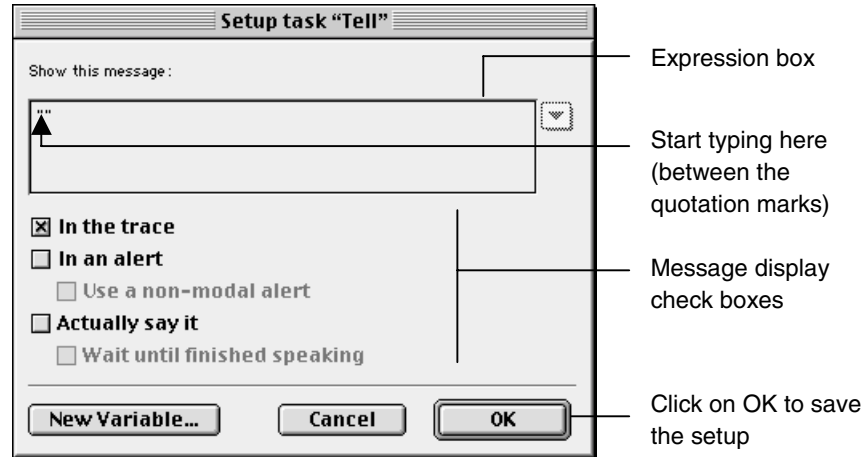 Setup task “Tell”
Show this message:
""
In the trace
In an alert
Use a non-modal alert
Actually say it
Wait until finished speaking
New Variable...
Cancel
OK
Expression box
Start typing here
(between the
quotation marks)
Message display
check boxes
Click on OK to save
the setup